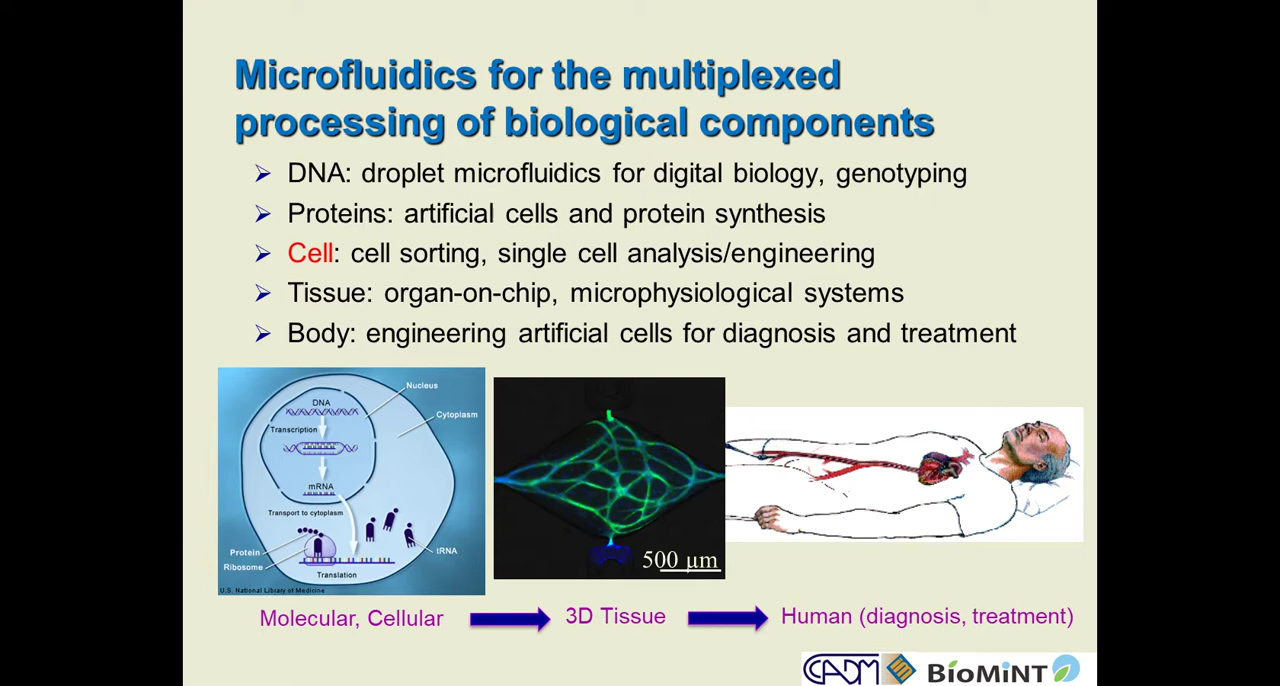 Microfluidics for the multiplexed
processing of biological components
DNA: droplet microfluidics for digital biology, genotyping
Proteins: artificial cells and protein synthesis
Cell: cell sorting, single cell analysis/engineering
Tissue: organ-on-chip, microphysiological systems
Body: engineering artificial cells for diagnosis and treatment
Nucleus
DNA
Cytoplasm
Transcription
mRNA
Transport to cytoplasm
Protein
tRNA
Ribosome
Translation
U.S. National Library of Medicine
500 µm
Molecular, Cellular
3D Tissue
Human (diagnosis, treatment)
CADM
BioMiNT